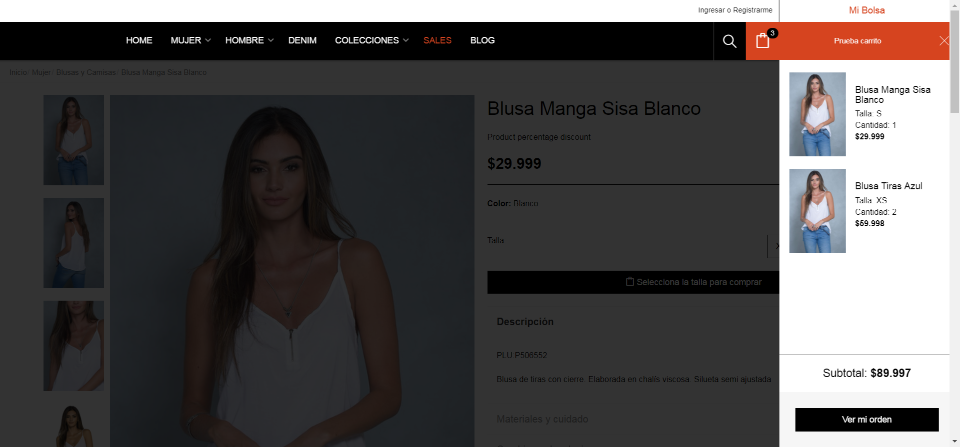 Ingresar o Registrarme
Mi Bolsa
HOME MUJER HOMBRE DENIM COLECCIONES SALES BLOG
3
Prueba carrito
Inicio Mujer Blusas y Camisas Blusa Manga Sisa Blanco
Blusa Manga Sisa Blanco
Product percentage discount
$29.999
Color: Blanco
Talla
Selecciona la talla para comprar
Descripción
PLU:P508552
Blusa de tiras con cierre. Elaborada en chalis viscosa. Silueta semi ajustada
Materiales y cuidado
Blusa Manga Sisa
Blanco
Talla: S
Cantidad: 1
$29.999
Blusa Tiras Azul
Talla: XS
Cantidad: 2
$59.998
Subtotal: $89.997
Ver mi orden